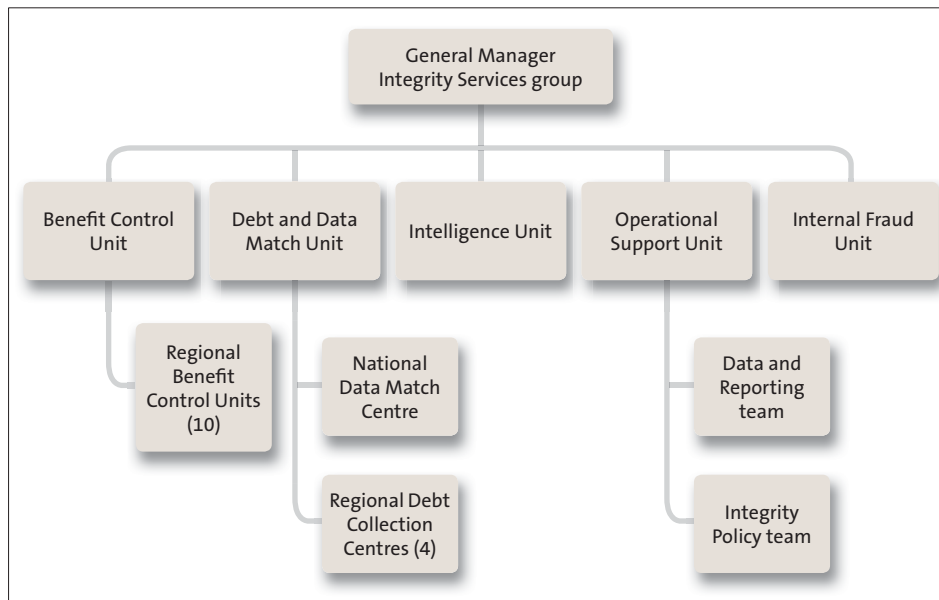 General Manager
Integrity Services group
Benefit Control
Unit
Debt and Data
Match Unit
Intelligence Unit
Operational
Support Unit
Internal Fraud
Unit
Regional
Benefit
Control Units
(10)
National
Data Match
Centre
Data and
Reporting
team
Regional Debt
Collection
Centres (4)
Integrity
Policy team